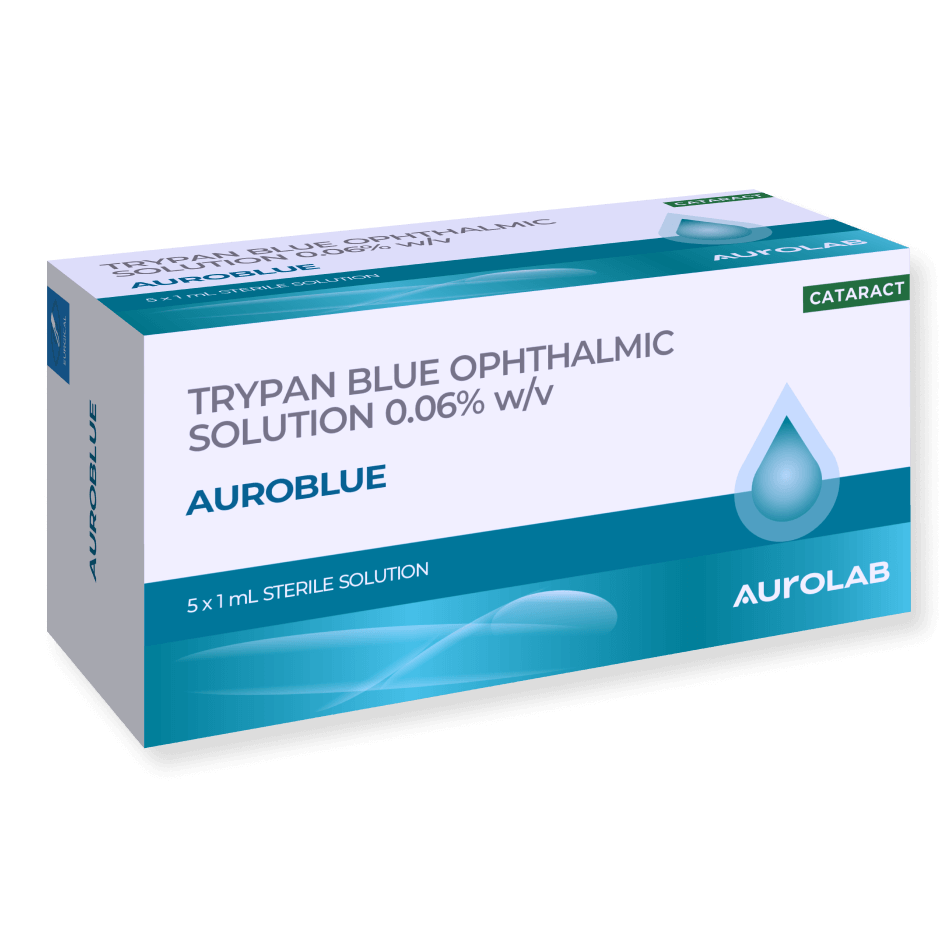 TRYPAN BLUE OPHTHALMIC
SOLUTION 0.06% w/v
AUROBLUE
5 x 1 mL STERILE SOLUTION
CATARACT
AUROLAB
SURGICAL
AUROBLUE
CATARACT
TRYPAN BLUE OPHTHALMIC
SOLUTION 0.06% w/v
AUROBLUE
5 x 1 mL STERILE SOLUTION
AUROLAB